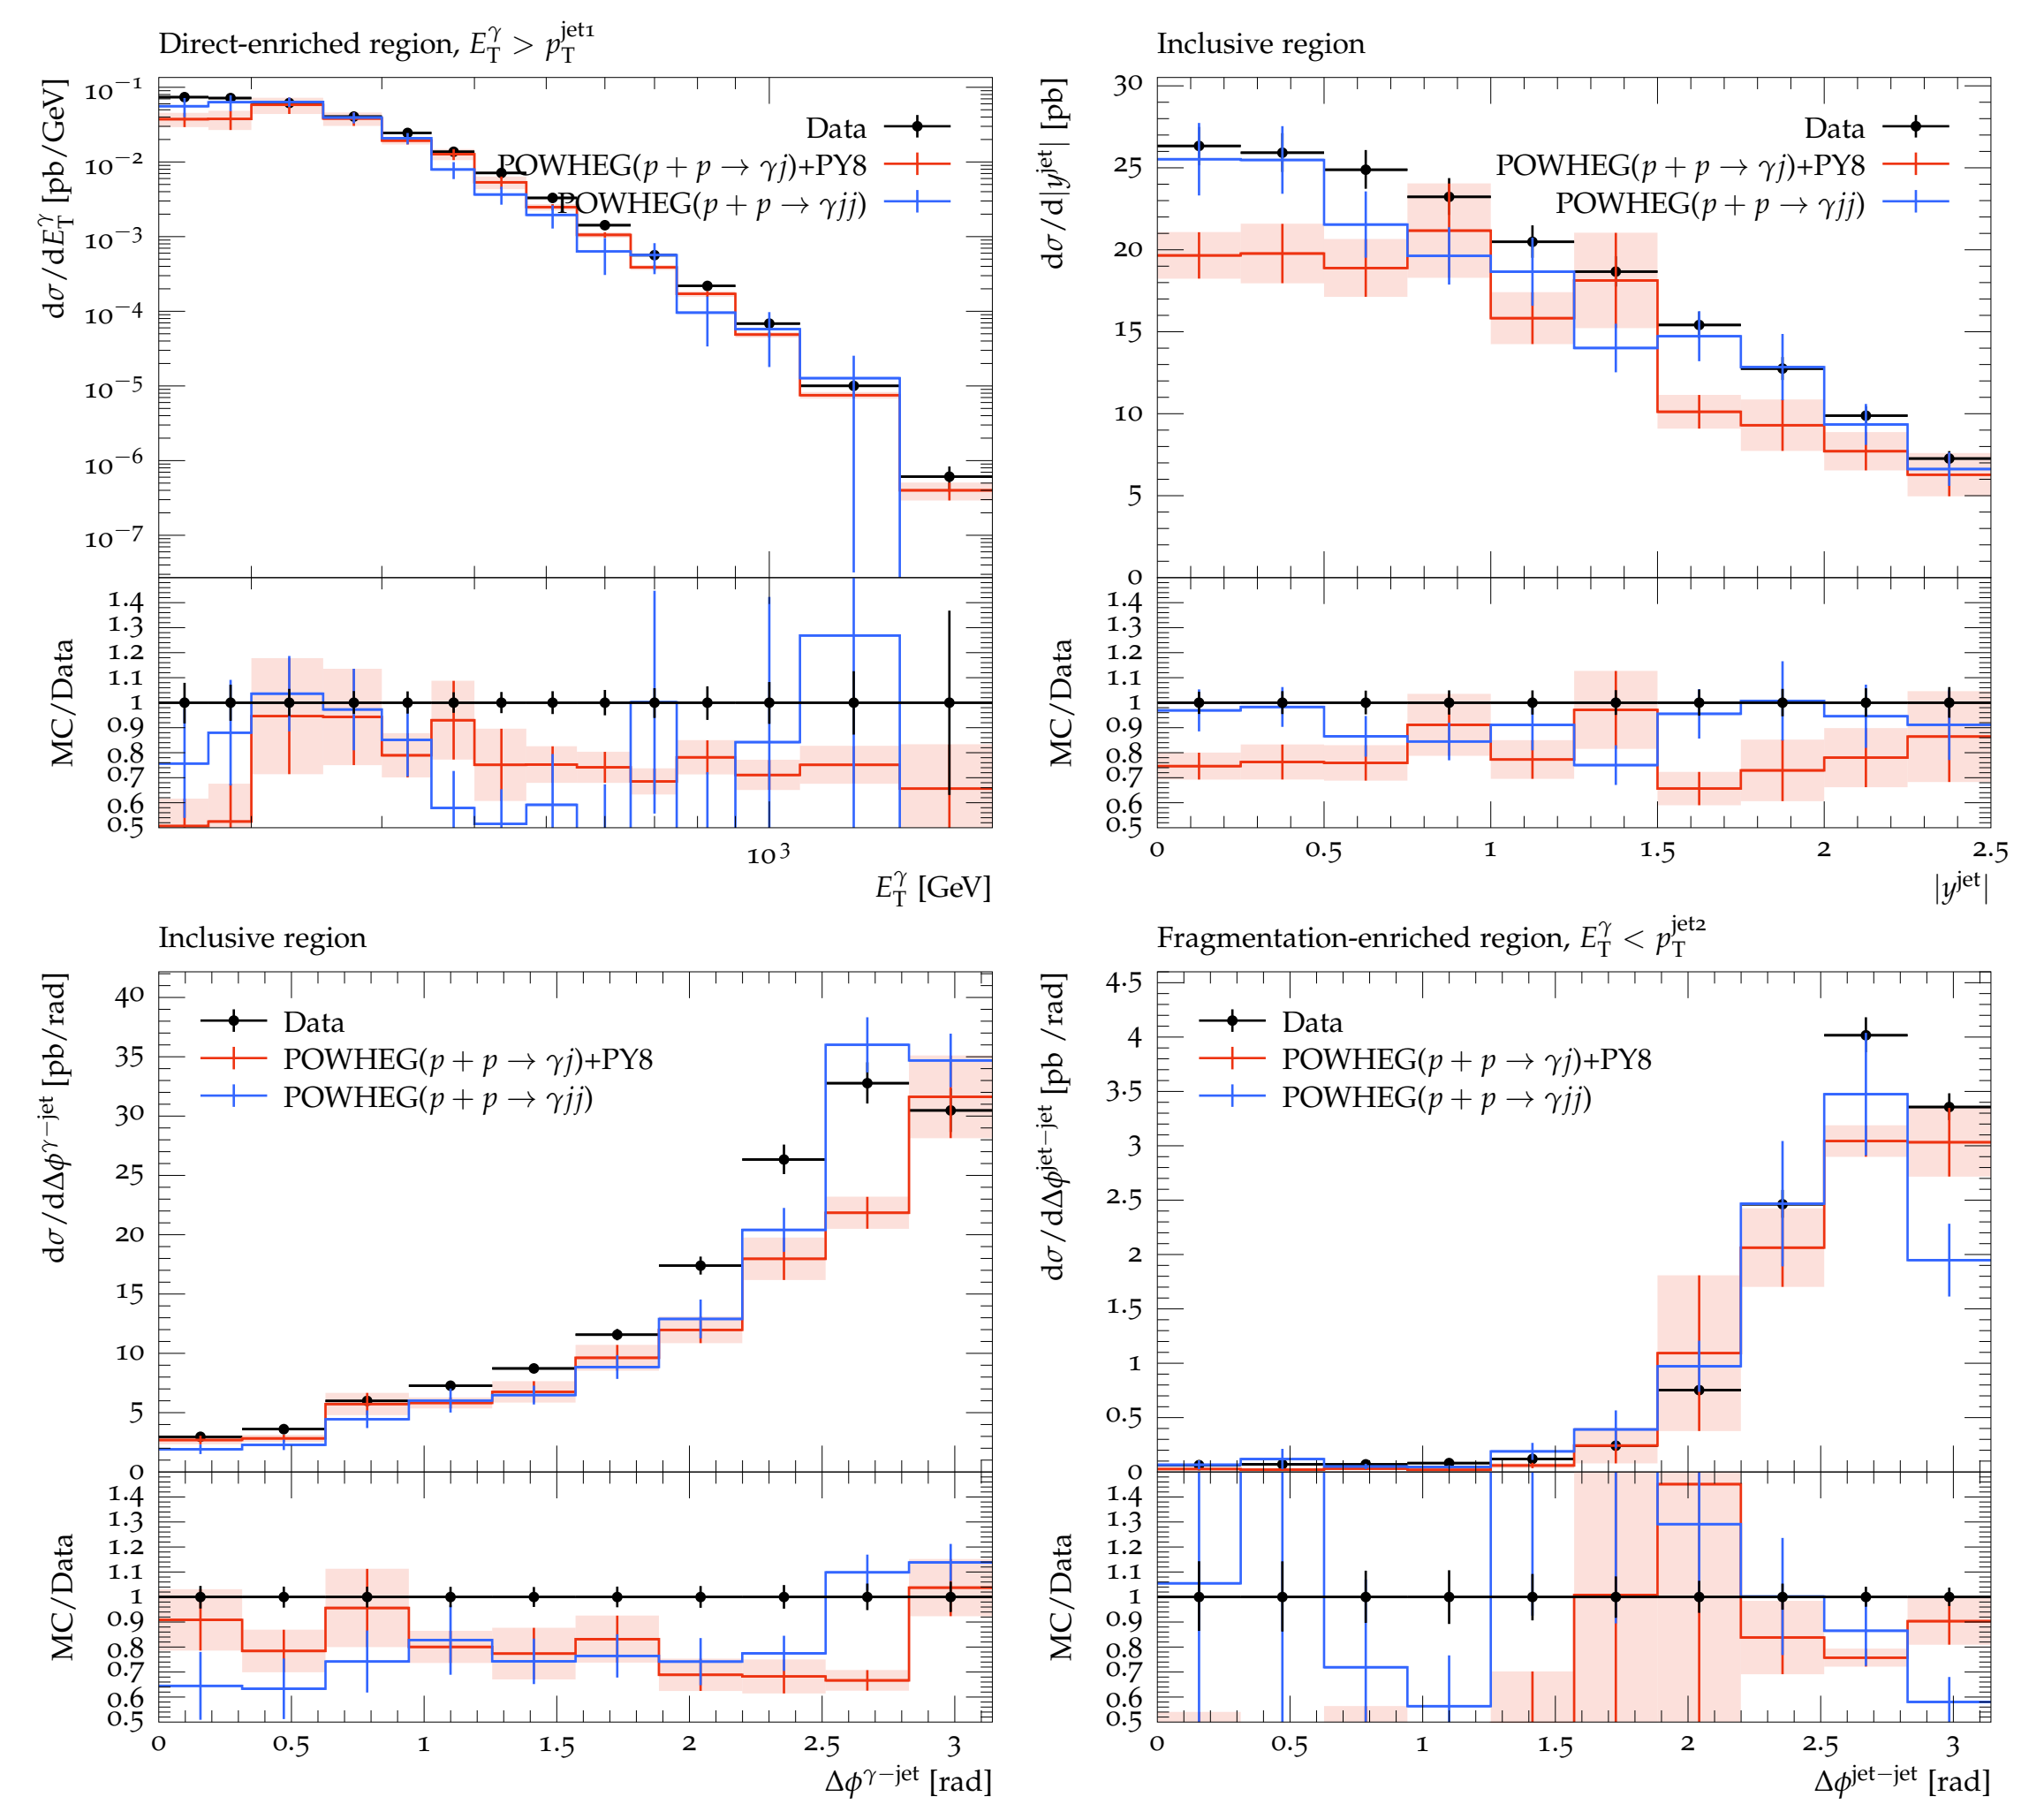 Direct-enriched region, E_T^γ > p_T^jet1
dσ/dE_T^γ [pb/GeV]
10^−1
10^−2
10^−3
10^−4
10^−5
10^−6
10^−7
Data
POWHEG(p + p → γj)+PY8
POWHEG(p + p → γjj)
MC/Data
1.4
1.3
1.2
1.1
1
0.9
0.8
0.7
0.6
0.5
10^3
E_T^γ [GeV]
Inclusive region
dσ/d|y^jet| [pb]
30
25
20
15
10
5
0
Data
POWHEG(p + p → γj)+PY8
POWHEG(p + p → γjj)
MC/Data
1.4
1.3
1.2
1.1
1
0.9
0.8
0.7
0.6
0.5
0 0.5 1 1.5 2 2.5
|y^jet|
Inclusive region
dσ/dΔϕ^γ−jet [pb/rad]
40
35
30
25
20
15
10
5
0
Data
POWHEG(p + p → γj)+PY8
POWHEG(p + p → γjj)
MC/Data
1.4
1.3
1.2
1.1
1
0.9
0.8
0.7
0.6
0.5
0 0.5 1 1.5 2 2.5 3
Δϕ^γ−jet [rad]
Fragmentation-enriched region, E_T^γ < p_T^jet2
dσ/dΔϕ^jet−jet [pb /rad]
4.5
4
3.5
3
2.5
2
1.5
1
0.5
0
Data
POWHEG(p + p → γj)+PY8
POWHEG(p + p → γjj)
MC/Data
1.4
1.3
1.2
1.1
1
0.9
0.8
0.7
0.6
0.5
0 0.5 1 1.5 2 2.5 3
Δϕ^jet−jet [rad]